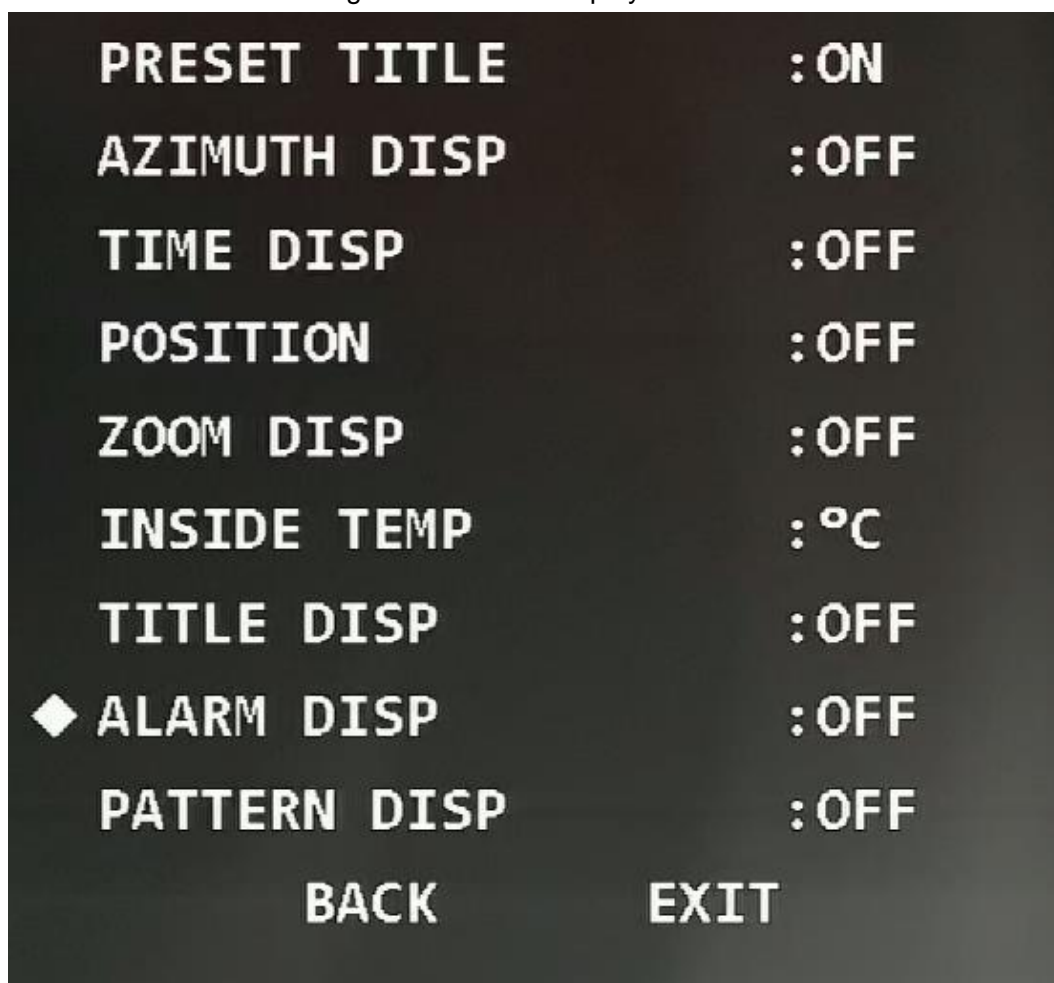 PRESET TITLE :ON
AZIMUTH DISP :OFF
TIME DISP :OFF
POSITION :OFF
ZOOM DISP :OFF
INSIDE TEMP :ºC
TITLE DISP :OFF
◆ ALARM DISP :OFF
PATTERN DISP :OFF
BACK EXIT